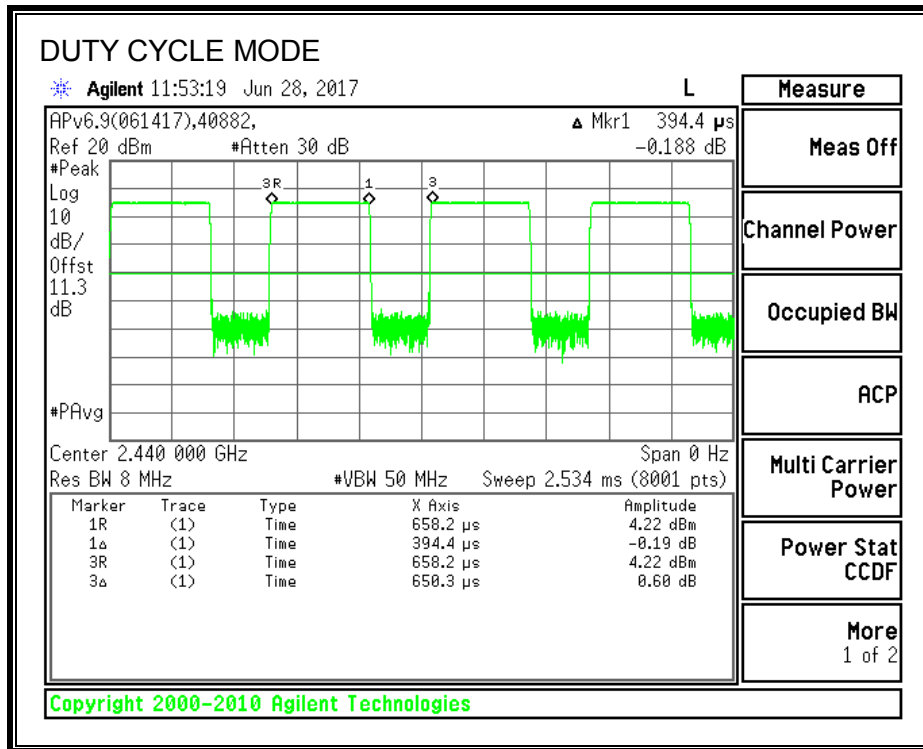 DUTY CYCLE MODE
Agilent 11:53:19 Jun 28, 2017 L
APv6.9(061417),40882, Δ Mkr1 394.4 µs
Ref 20 dBm #Atten 30 dB -0.188 dB
#Peak
Log
10
dB/
Offst
11.3
dB
3R 1 3
#PAvg
Center 2.440 000 GHz Span 0 Hz
Res BW 8 MHz #VBW 50 MHz Sweep 2.534 ms (8001 pts)
Marker Trace Type X Axis Amplitude
1R (1) Time 658.2 µs 4.22 dBm
1Δ (1) Time 394.4 µs -0.19 dB
3R (1) Time 658.2 µs 4.22 dBm
3Δ (1) Time 650.3 µs 0.60 dB
Copyright 2000-2010 Agilent Technologies
Measure
Meas Off
Channel Power
Occupied BW
ACP
Multi Carrier
Power
Power Stat
CCDF
More
1 of 2